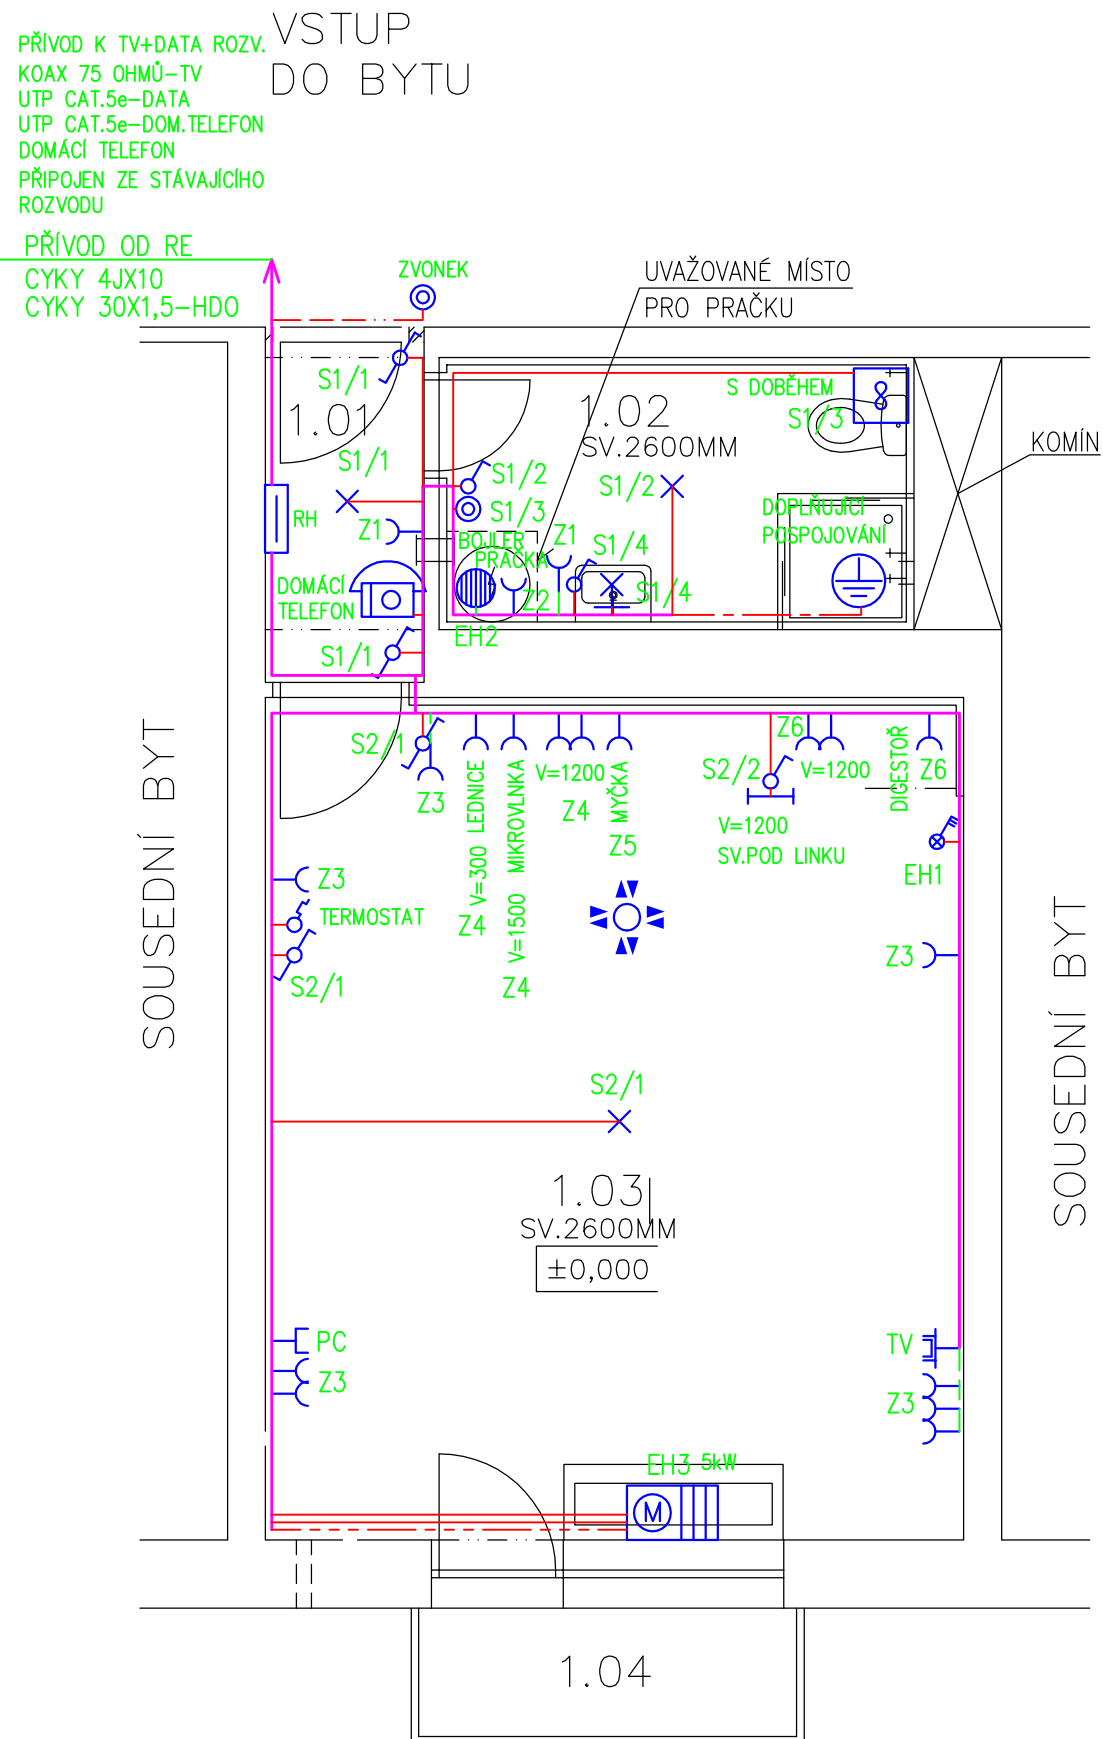 VSTUP
DO BYTU
PŘÍVOD K TV+DATA ROZV.
KOAX 75 OHMŮ-TV
UTP CAT.5e-DATA
UTP CAT.5e-DOM.TELEFON
DOMÁCÍ TELEFON
PŘIPOJEN ZE STÁVAJÍCÍHO
ROZVODU
PŘÍVOD OD RE
CYKY 4JX10
CYKY 30X1,5-HDO
ZVONEK
UVAŽOVANÉ MÍSTO
PRO PRAČKU
S1/1
1.01
S1/1
RH
Z1
DOMÁCÍ
TELEFON
S1/1
1.02
SV.2600MM
S DOBĚHEM
S1/3
KOMÍN
S1/2
S1/3
S1/2
BOJLER
PRAČKA
Z1
S1/4
Z2
S1/4
EH2
DOPLŇUJÍCÍ
POSPOJOVÁNÍ
SOUSEDNÍ BYT
S2/1
Z3
V=300 LEDNICE
Z4
V=1500 MIKROVLNKA
Z4
V=1200
Z4
MYČKA
Z5
S2/2
V=1200
SV.POD LINKU
Z6
V=1200
DIGESTOŘ
Z6
EH1
Z3
TERMOSTAT
S2/1
Z3
SOUSEDNÍ BYT
S2/1
1.03
SV.2600MM
±0,000
PC
Z3
TV
Z3
EH3 5kW
M
1.04